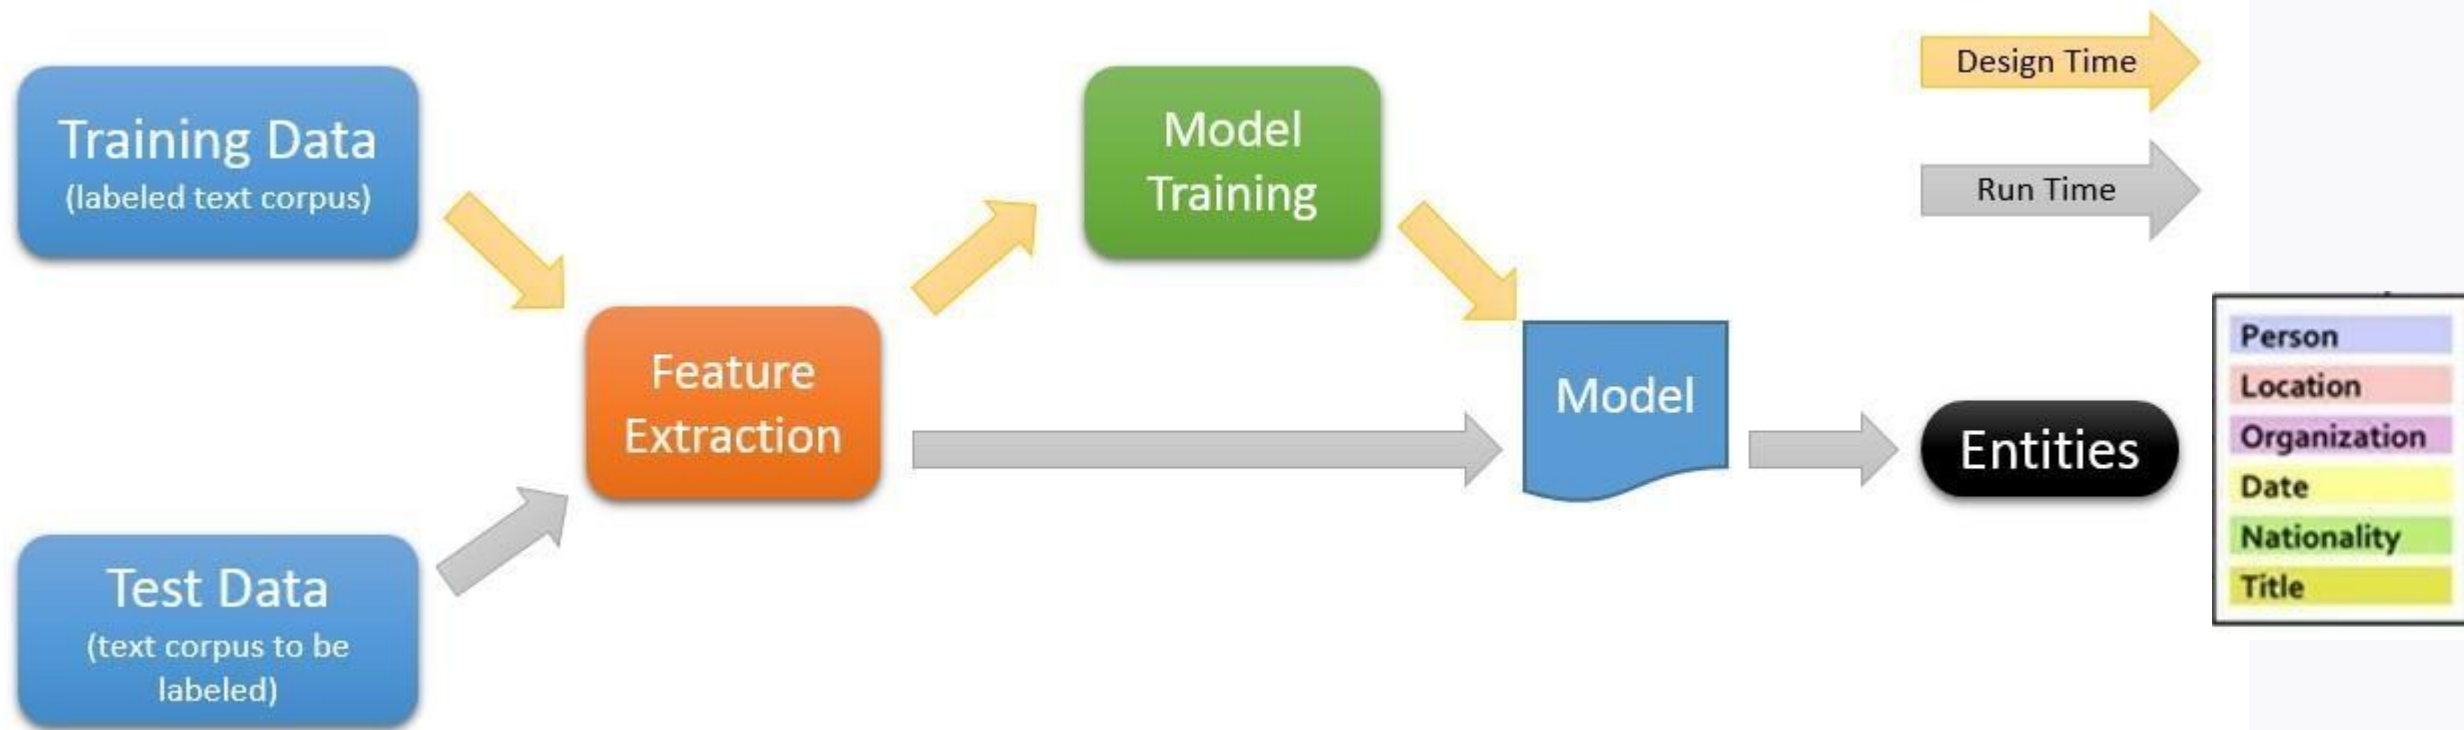 Training Data
(labeled text corpus)
Feature
Extraction
Test Data
(text corpus to be
labeled)
Model
Training
Model
Entities
Design Time
Run Time
Person
Location
Organization
Date
Nationality
Title